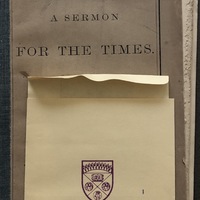 A SERMON
FOR THE TIMES.